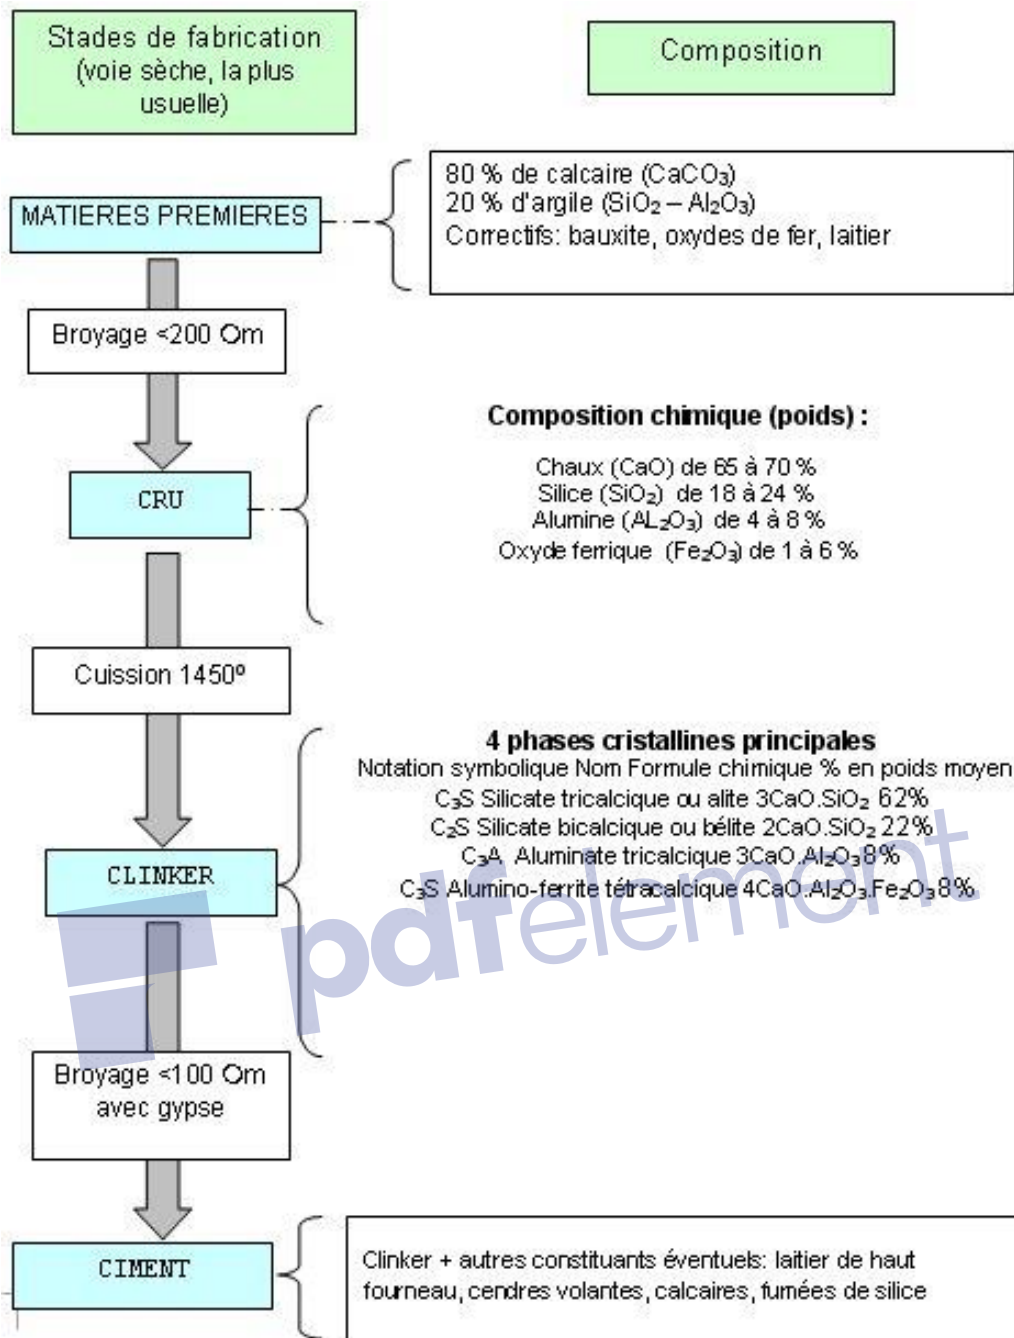 Stades de fabrication
(voie sèche, la plus
usuelle)
Composition
MATIERES PREMIERES
80 % de calcaire (CaCO₃)
20 % d'argile (SiO₂ – Al₂O₃)
Correctifs: bauxite, oxydes de fer, laitier
Broyage <200 Om
CRU
Composition chimique (poids) :
Chaux (CaO) de 65 à 70 %
Silice (SiO₂) de 18 à 24 %
Alumine (AL₂O₃) de 4 à 8 %
Oxyde ferrique (Fe₂O₃) de 1 à 6 %
Cuission 1450º
4 phases cristallines principales
Notation symbolique Nom Formule chimique % en poids moyen
C₃S Silicate tricalcique ou alite 3CaO.SiO₂ 62%
C₂S Silicate bicalcique ou bélite 2CaO.SiO₂ 22%
C₃A Aluminate tricalcique 3CaO.Al₂O₃ 8%
C₃S Alumino-ferrite tétracalcique 4CaO.Al₂O₃.Fe₂O₃ 8%
CLINKER
pdfelement
Broyage <100 Om
avec gypse
CIMENT
Clinker + autres constituants éventuels: laitier de haut
fourneau, cendres volantes, calcaires, fumées de silice